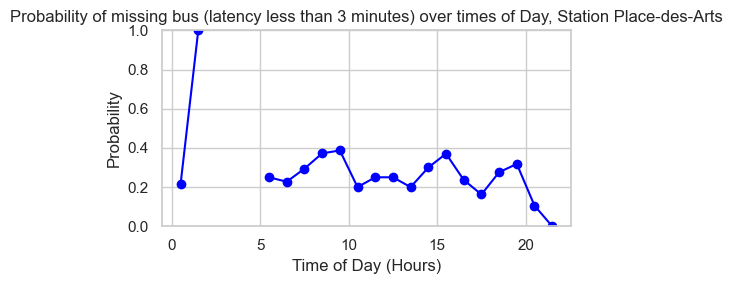 Probability of missing bus (latency less than 3 minutes) over times of Day, Station Place-des-Arts
1.0
0.8
0.6
0.4
0.2
0.0
Probability
0 5 10 15 20
Time of Day (Hours)